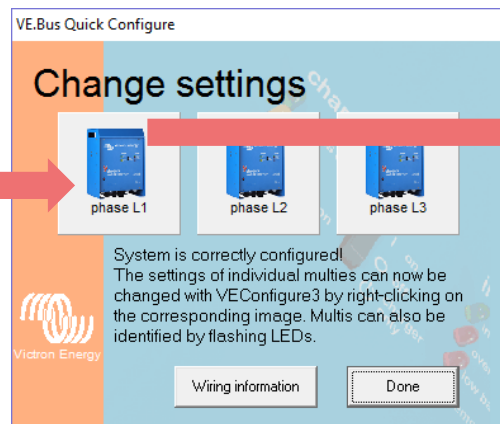 VE.Bus Quick Configure
Change settings
phase L1
phase L2
phase L3
System is correctly configured!
The settings of individual multies can now be
changed with VEConfigure3 by right-clicking on
the corresponding image. Multis can also be
identified by flashing LEDs.
Victron Energy
Wiring information
Done